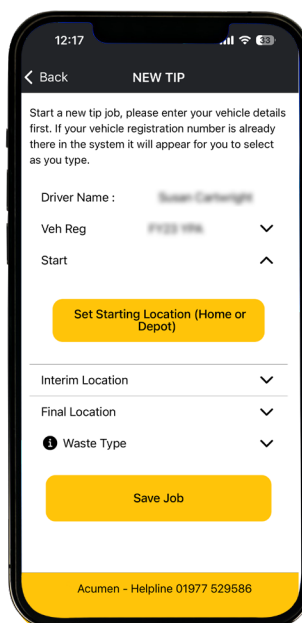 12:17
33
Back
NEW TIP
Start a new tip job, please enter your vehicle details
first. If your vehicle registration number is already
there in the system it will appear for you to select
as you type.
Driver Name :
Veh Reg
Start
Set Starting Location (Home or
Depot)
Interim Location
Final Location
i Waste Type
Save Job
Acumen - Helpline 01977 529586